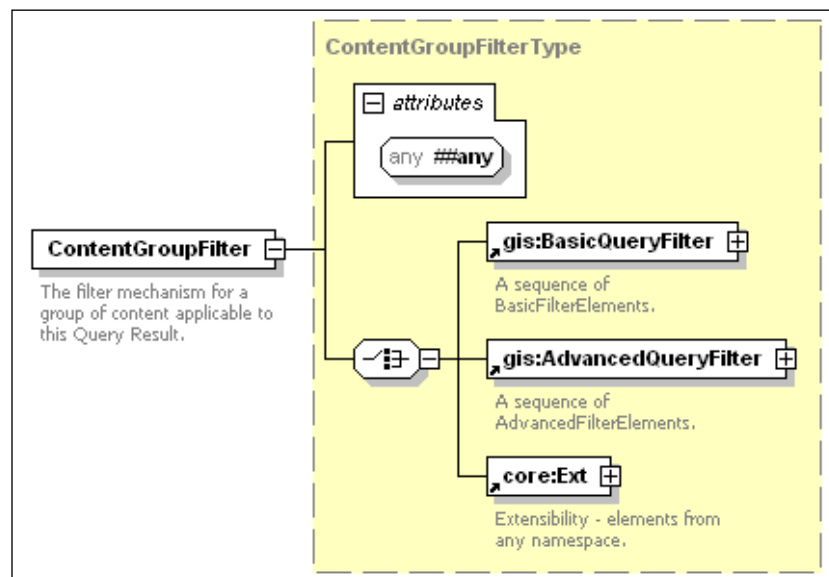 ContentGroupFilterType
attributes
any ##any
ContentGroupFilter
The filter mechanism for a
group of content applicable to
this Query Result.
gis:BasicQueryFilter
A sequence of
BasicFilterElements.
gis:AdvancedQueryFilter
A sequence of
AdvancedFilterElements.
core:Ext
Extensibility - elements from
any namespace.